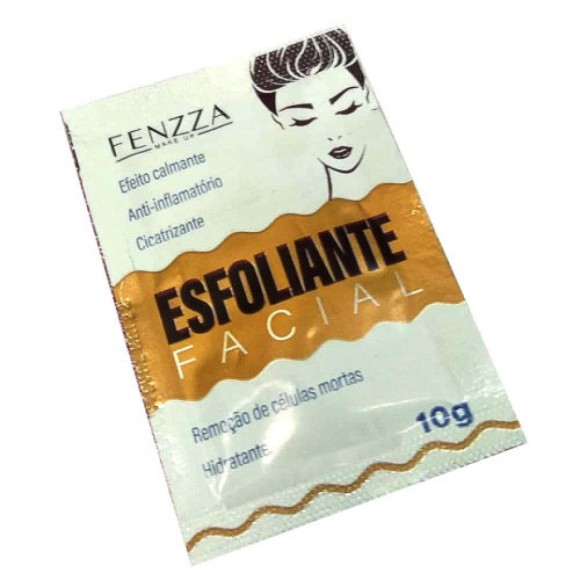 FENZZA
MAKE UP
Efeito calmante
Anti-inflamatório
Cicatrizante
ESFOLIANTE
FACIAL
Remoção de células mortas
Hidratante
10g